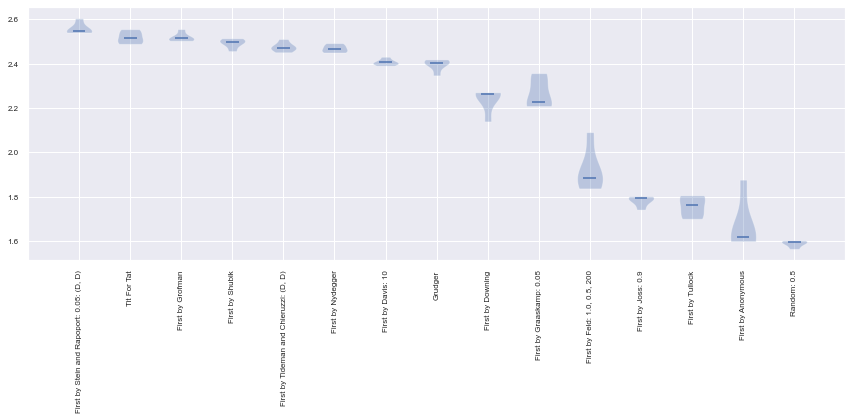 2.6
2.4
2.2
2.0
1.8
1.6
First by Stein and Rapoport: 0.05: (D, D)
Tit For Tat
First by Grofman
First by Shubik
First by Tideman and Chieruzzi: (D, D)
First by Nydegger
First by Davis: 10
Grudger
First by Downing
First by Graaskamp: 0.05
First by Feld: 1.0, 0.5, 200
First by Joss: 0.9
First by Tullock
First by Anonymous
Random: 0.5